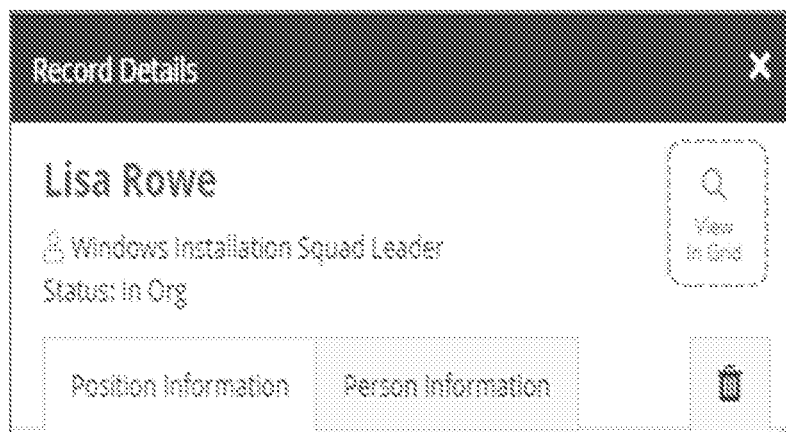 Record Details
X
Lisa Rowe
View
In Grid
Windows Installation Squad Leader
Status: In Org
Position Information
Person Information